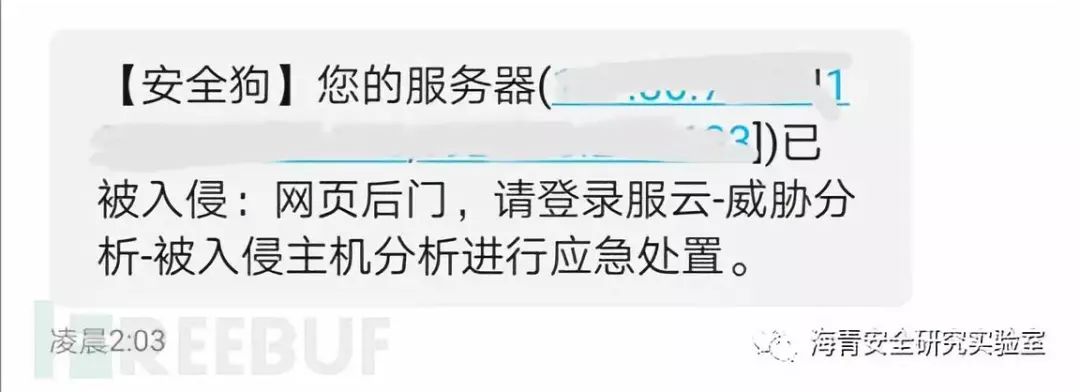 【安全狗】您的服务器(
])已
被入侵：网页后门，请登录服云-威胁分
析-被入侵主机分析进行应急处置。
凌晨2:03
REEBUF
海青安全研究实验室